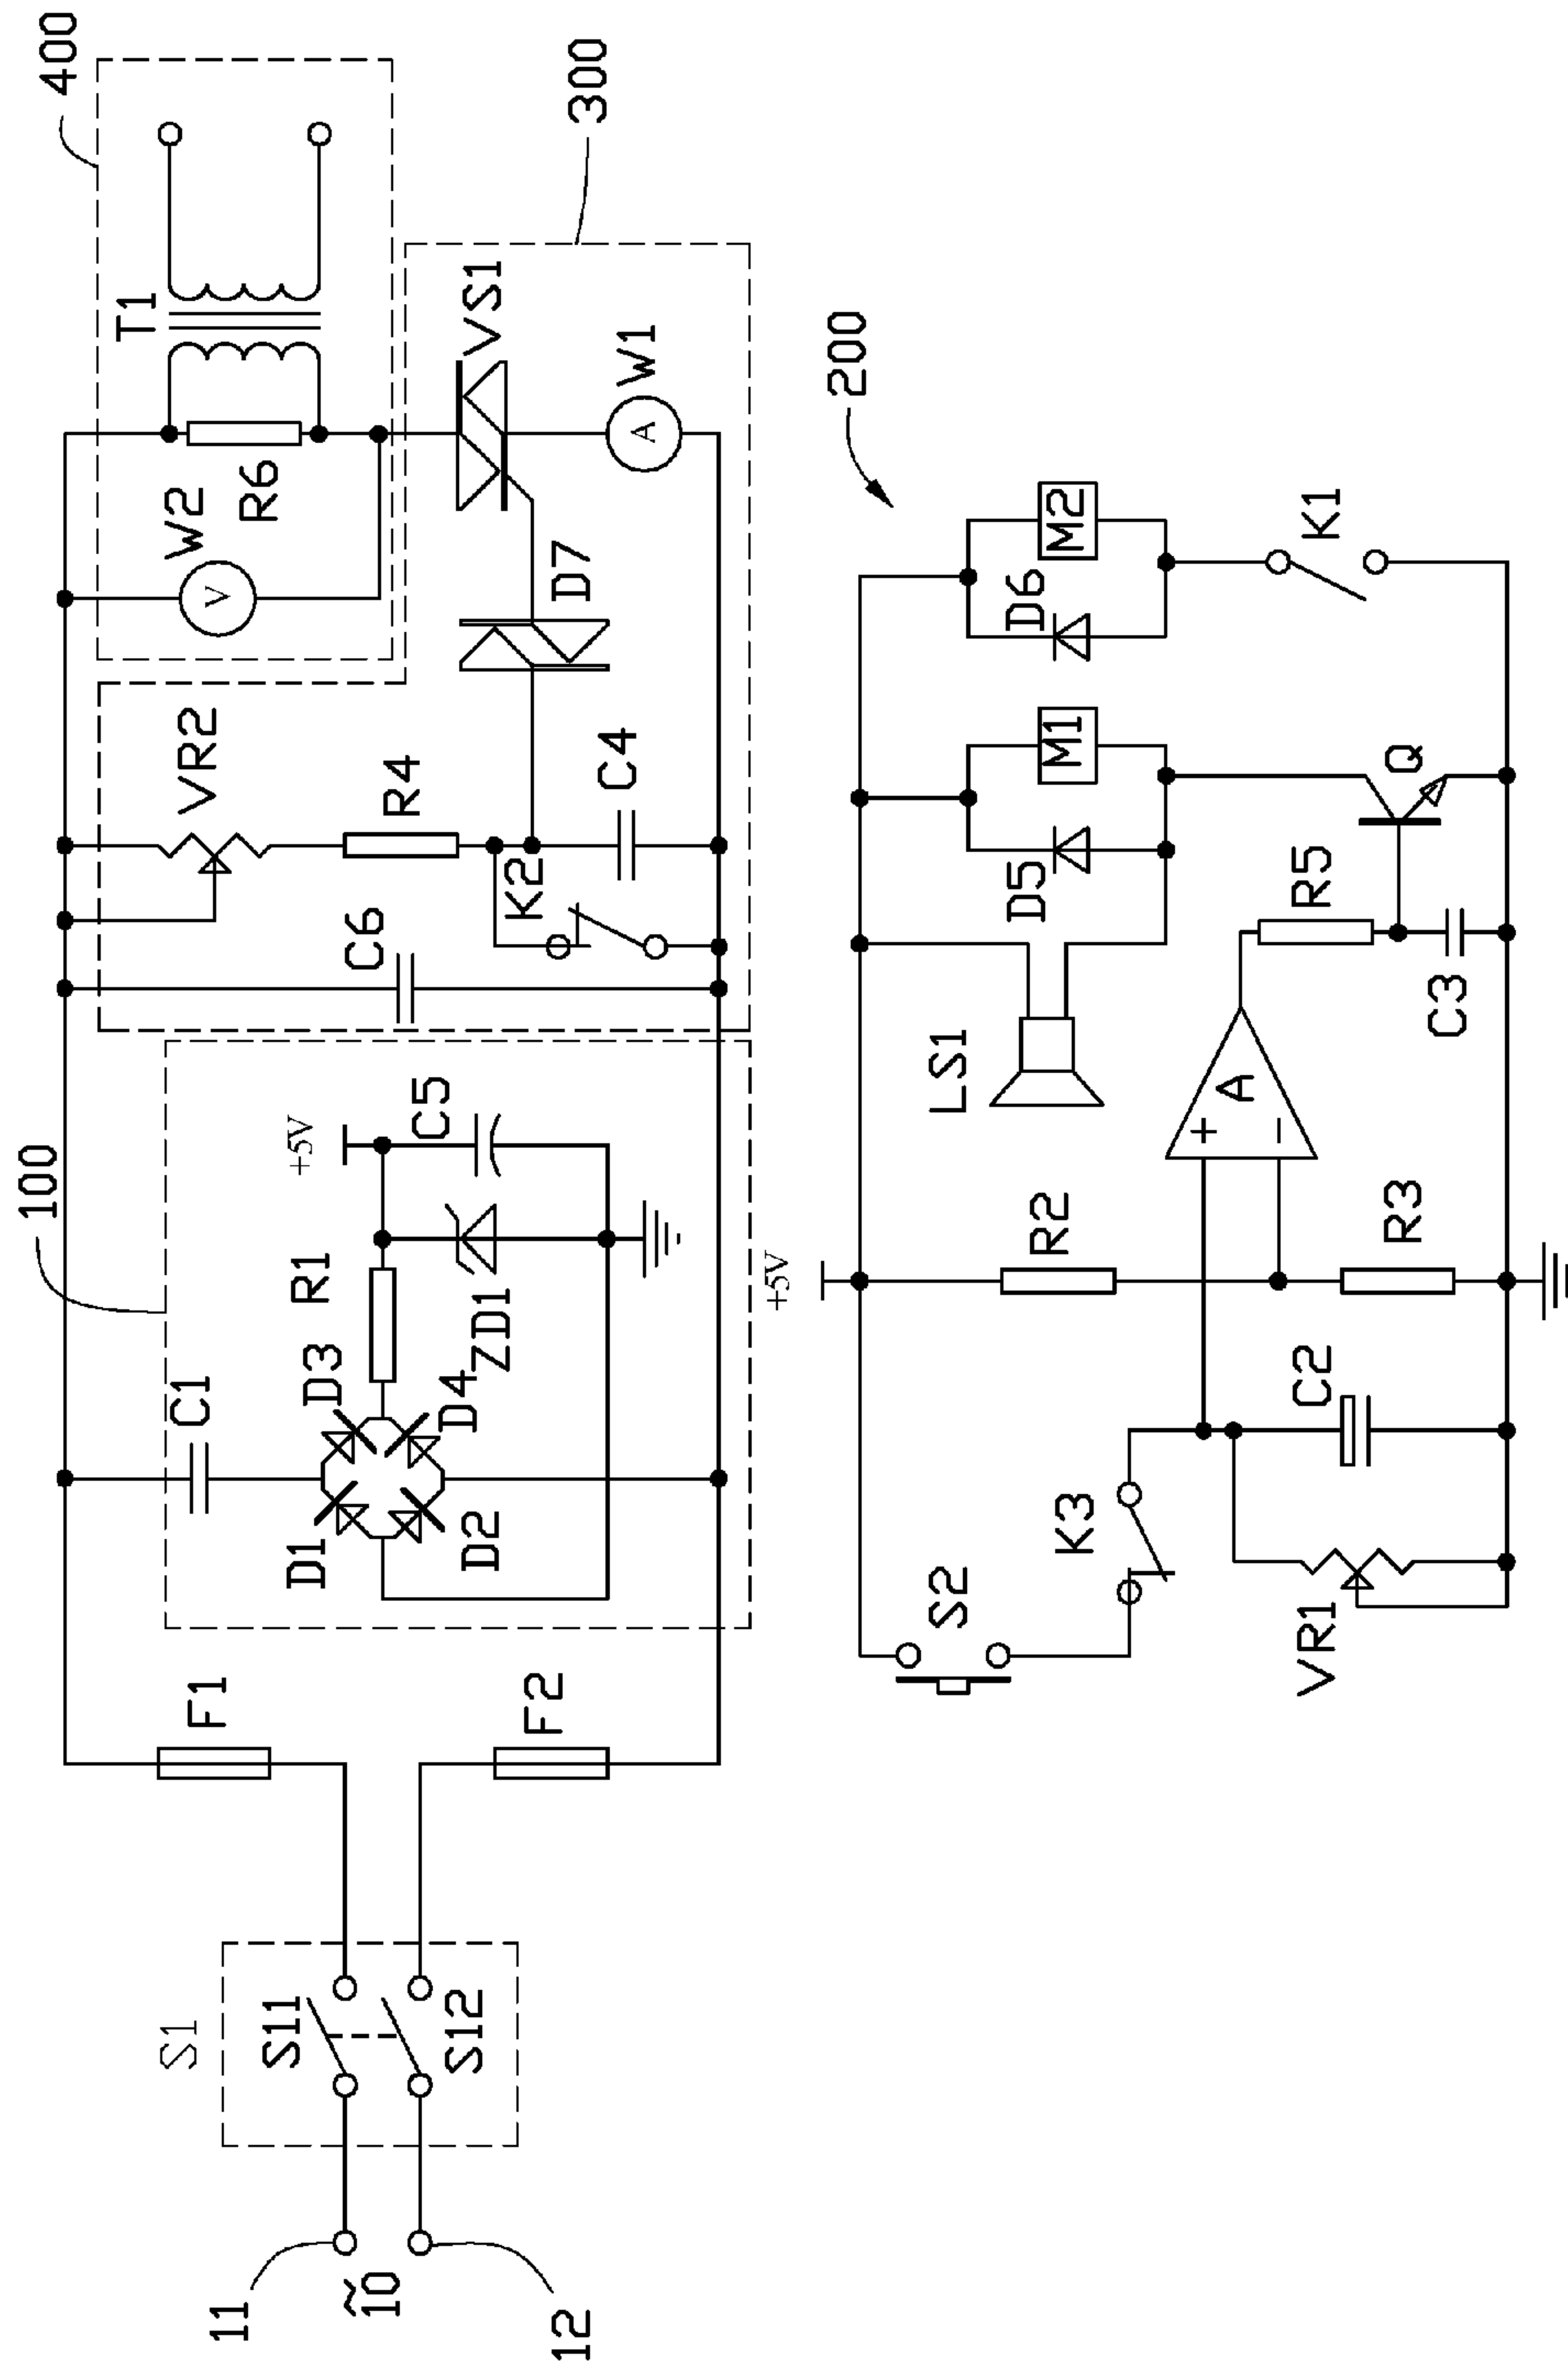 400
T1
300
W2
V
R6
VS1
W1
A
D7
VR2
R4
C4
K2
C6
100
+5V
C5
R1
ZD1
C1
D3
D4
D1
D2
F1
F2
S1
S11
S12
11
~
10
12
200
M2
D6
K1
M1
D5
Q
LS1
R5
C3
A
+
-
+5V
R2
R3
C2
K3
S2
VR1